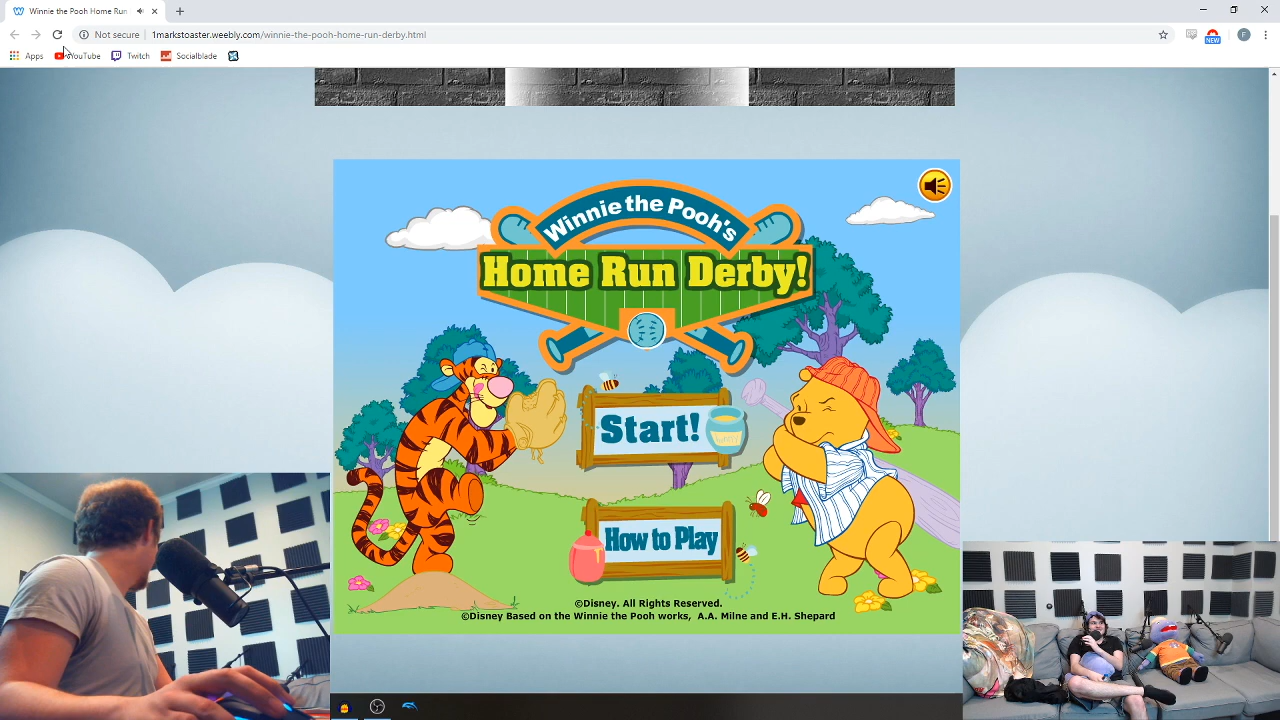 Winnie the Pooh Home Run
Not secure
1markstoaster.weebly.com/winnie-the-pooh-home-run-derby.html
NEW
F
Apps
YouTube
Twitch
Socialblade
Winnie the Pooh's
Home Run Derby!
Start!
How to Play
©Disney. All Rights Reserved.
©Disney Based on the Winnie the Pooh works, A.A. Milne and E.H. Shepard